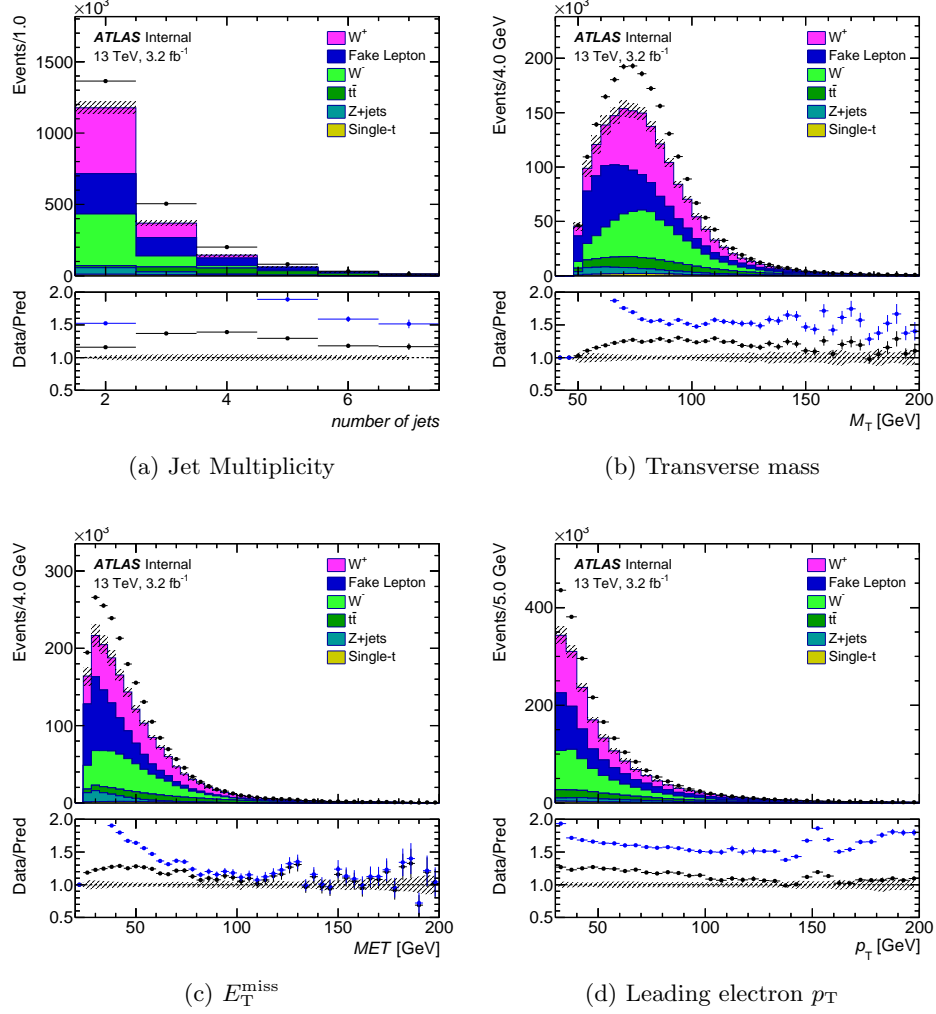 ×10³
Events/1.0
ATLAS Internal
13 TeV, 3.2 fb⁻¹
W⁺
Fake Lepton
W⁻
tt̄
Z+jets
Single-t
1500
1000
500
0
Data/Pred
2.0
1.5
1.0
0.5
2 4 6
number of jets
(a) Jet Multiplicity
×10³
Events/4.0 GeV
ATLAS Internal
13 TeV, 3.2 fb⁻¹
W⁺
Fake Lepton
W⁻
tt̄
Z+jets
Single-t
200
150
100
50
0
Data/Pred
2.0
1.5
1.0
0.5
50 100 150 200
M_T [GeV]
(b) Transverse mass
×10³
Events/4.0 GeV
ATLAS Internal
13 TeV, 3.2 fb⁻¹
W⁺
Fake Lepton
W⁻
tt̄
Z+jets
Single-t
300
200
100
0
Data/Pred
2.0
1.5
1.0
0.5
50 100 150 200
MET [GeV]
(c) E_T^miss
×10³
Events/5.0 GeV
ATLAS Internal
13 TeV, 3.2 fb⁻¹
W⁺
Fake Lepton
W⁻
tt̄
Z+jets
Single-t
400
200
0
Data/Pred
2.0
1.5
1.0
0.5
50 100 150 200
p_T [GeV]
(d) Leading electron p_T